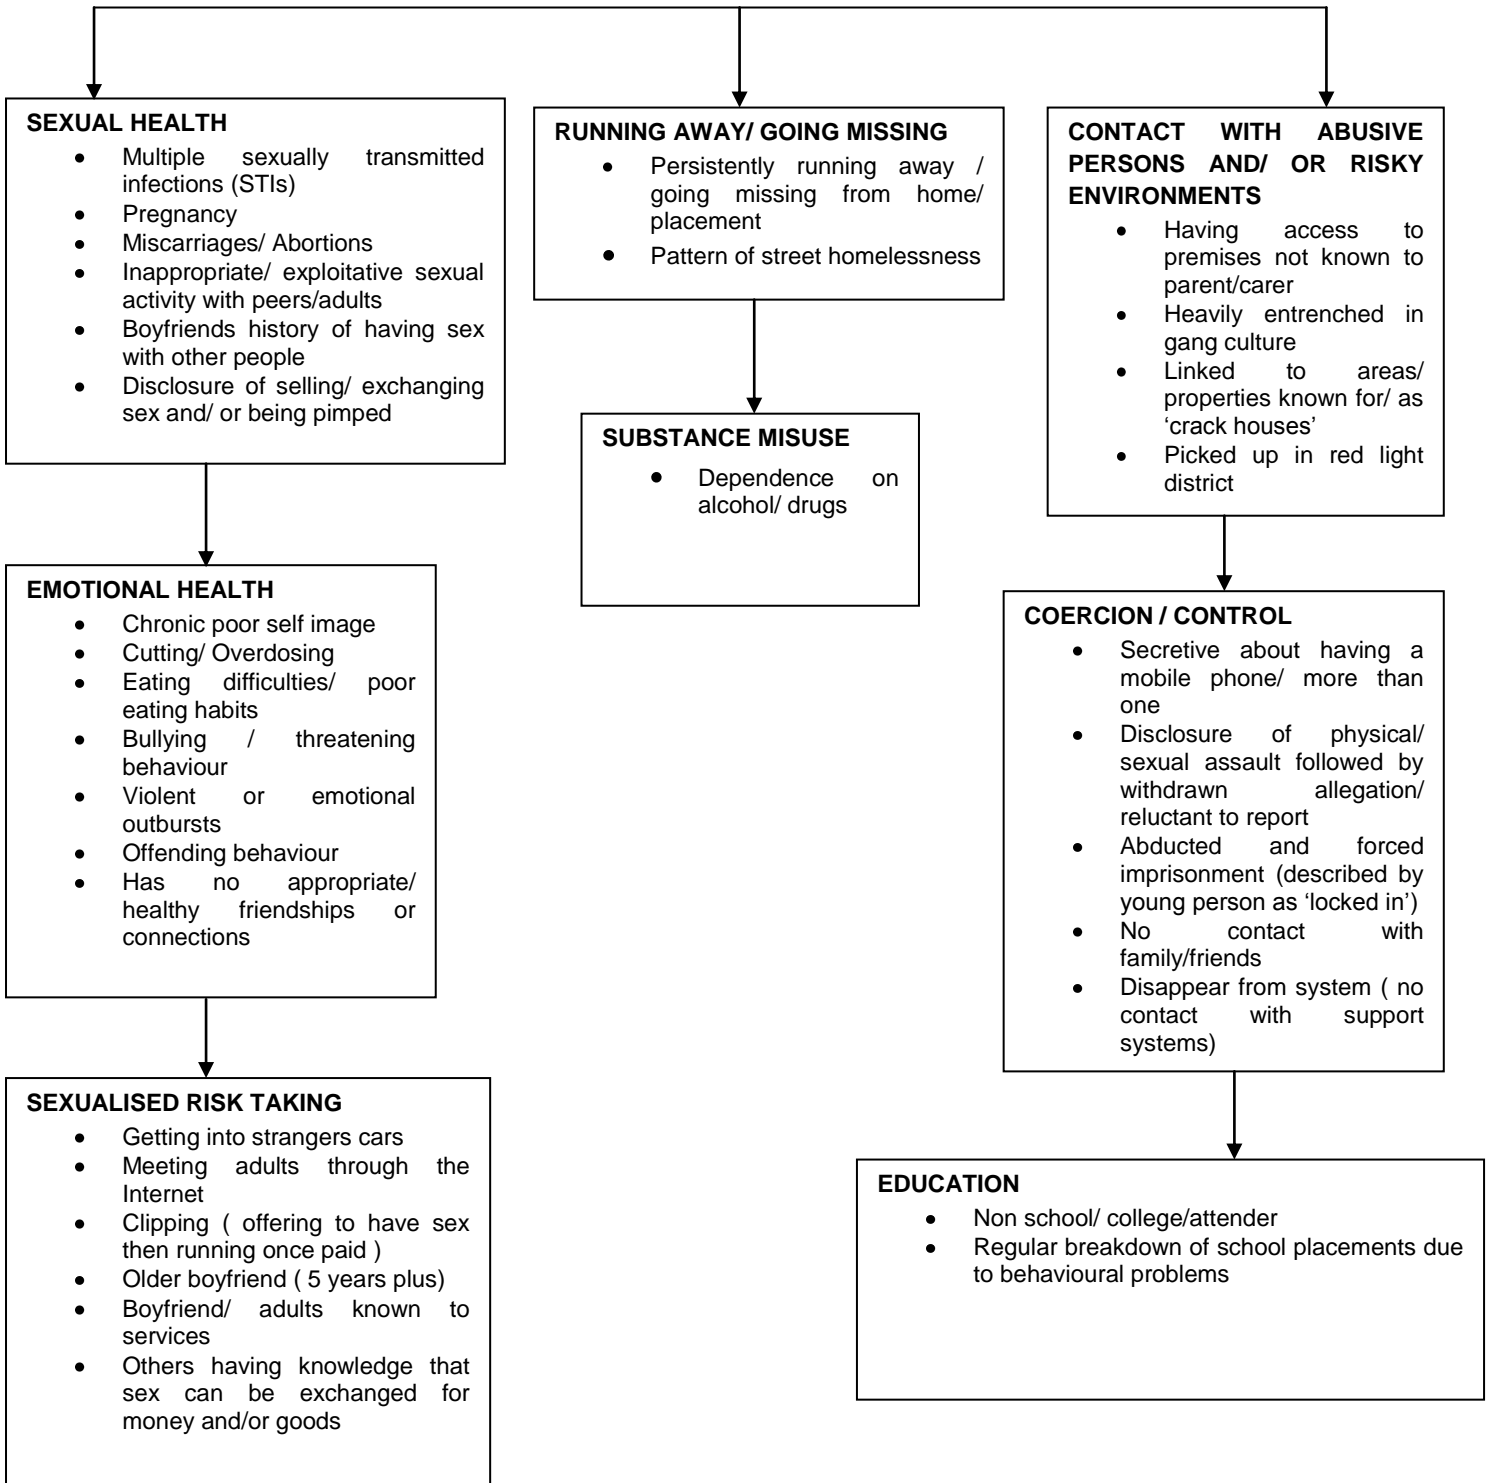 SEXUAL HEALTH
• Multiple sexually transmitted
infections (STIs)
• Pregnancy
• Miscarriages/ Abortions
• Inappropriate/ exploitative sexual
activity with peers/adults
• Boyfriends history of having sex
with other people
• Disclosure of selling/ exchanging
sex and/ or being pimped
EMOTIONAL HEALTH
• Chronic poor self image
• Cutting/ Overdosing
• Eating difficulties/ poor
eating habits
• Bullying / threatening
behaviour
• Violent or emotional
outbursts
• Offending behaviour
• Has no appropriate/
healthy friendships or
connections
SEXUALISED RISK TAKING
• Getting into strangers cars
• Meeting adults through the
Internet
• Clipping ( offering to have sex
then running once paid )
• Older boyfriend ( 5 years plus)
• Boyfriend/ adults known to
services
• Others having knowledge that
sex can be exchanged for
money and/or goods
RUNNING AWAY/ GOING MISSING
• Persistently running away /
going missing from home/
placement
• Pattern of street homelessness
SUBSTANCE MISUSE
• Dependence on
alcohol/ drugs
CONTACT WITH ABUSIVE
PERSONS AND/ OR RISKY
ENVIRONMENTS
• Having access to
premises not known to
parent/carer
• Heavily entrenched in
gang culture
• Linked to areas/
properties known for/ as
‘crack houses’
• Picked up in red light
district
COERCION / CONTROL
• Secretive about having a
mobile phone/ more than
one
• Disclosure of physical/
sexual assault followed by
withdrawn allegation/
reluctant to report
• Abducted and forced
imprisonment (described by
young person as ‘locked in’)
• No contact with
family/friends
• Disappear from system ( no
contact with support
systems)
EDUCATION
• Non school/ college/attender
• Regular breakdown of school placements due
to behavioural problems